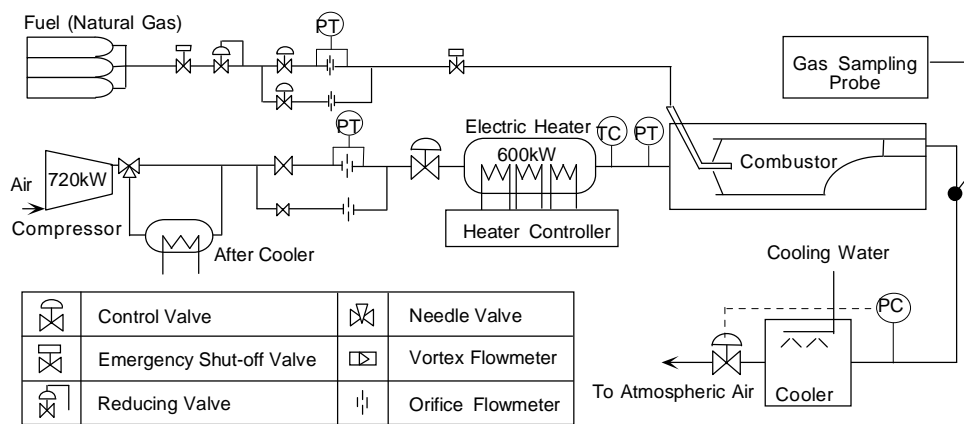 Fuel (Natural Gas)
PT
Gas Sampling
Probe
PT
Electric Heater
TC
PT
600kW
Combustor
720kW
Air
Compressor
After Cooler
Heater Controller
Cooling Water
PC
Control Valve
Needle Valve
Emergency Shut-off Valve
Vortex Flowmeter
Reducing Valve
Orifice Flowmeter
To Atmospheric Air
Cooler